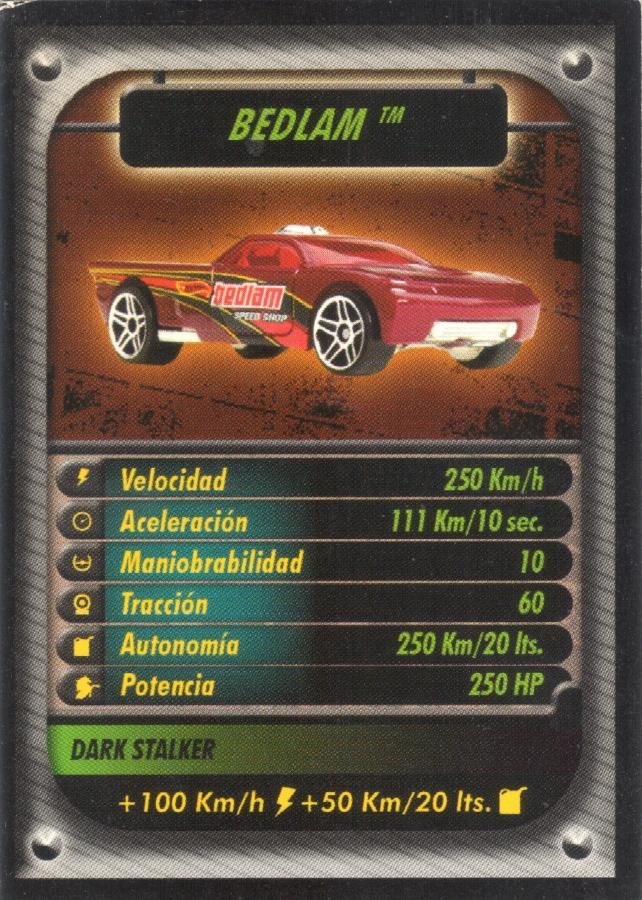 BEDLAM ™
bedlam
SPEED SHOP
Velocidad 250 Km/h
Aceleración 111 Km/10 sec.
Maniobrabilidad 10
Tracción 60
Autonomía 250 Km/20 lts.
Potencia 250 HP
DARK STALKER
+100 Km/h +50 Km/20 lts.